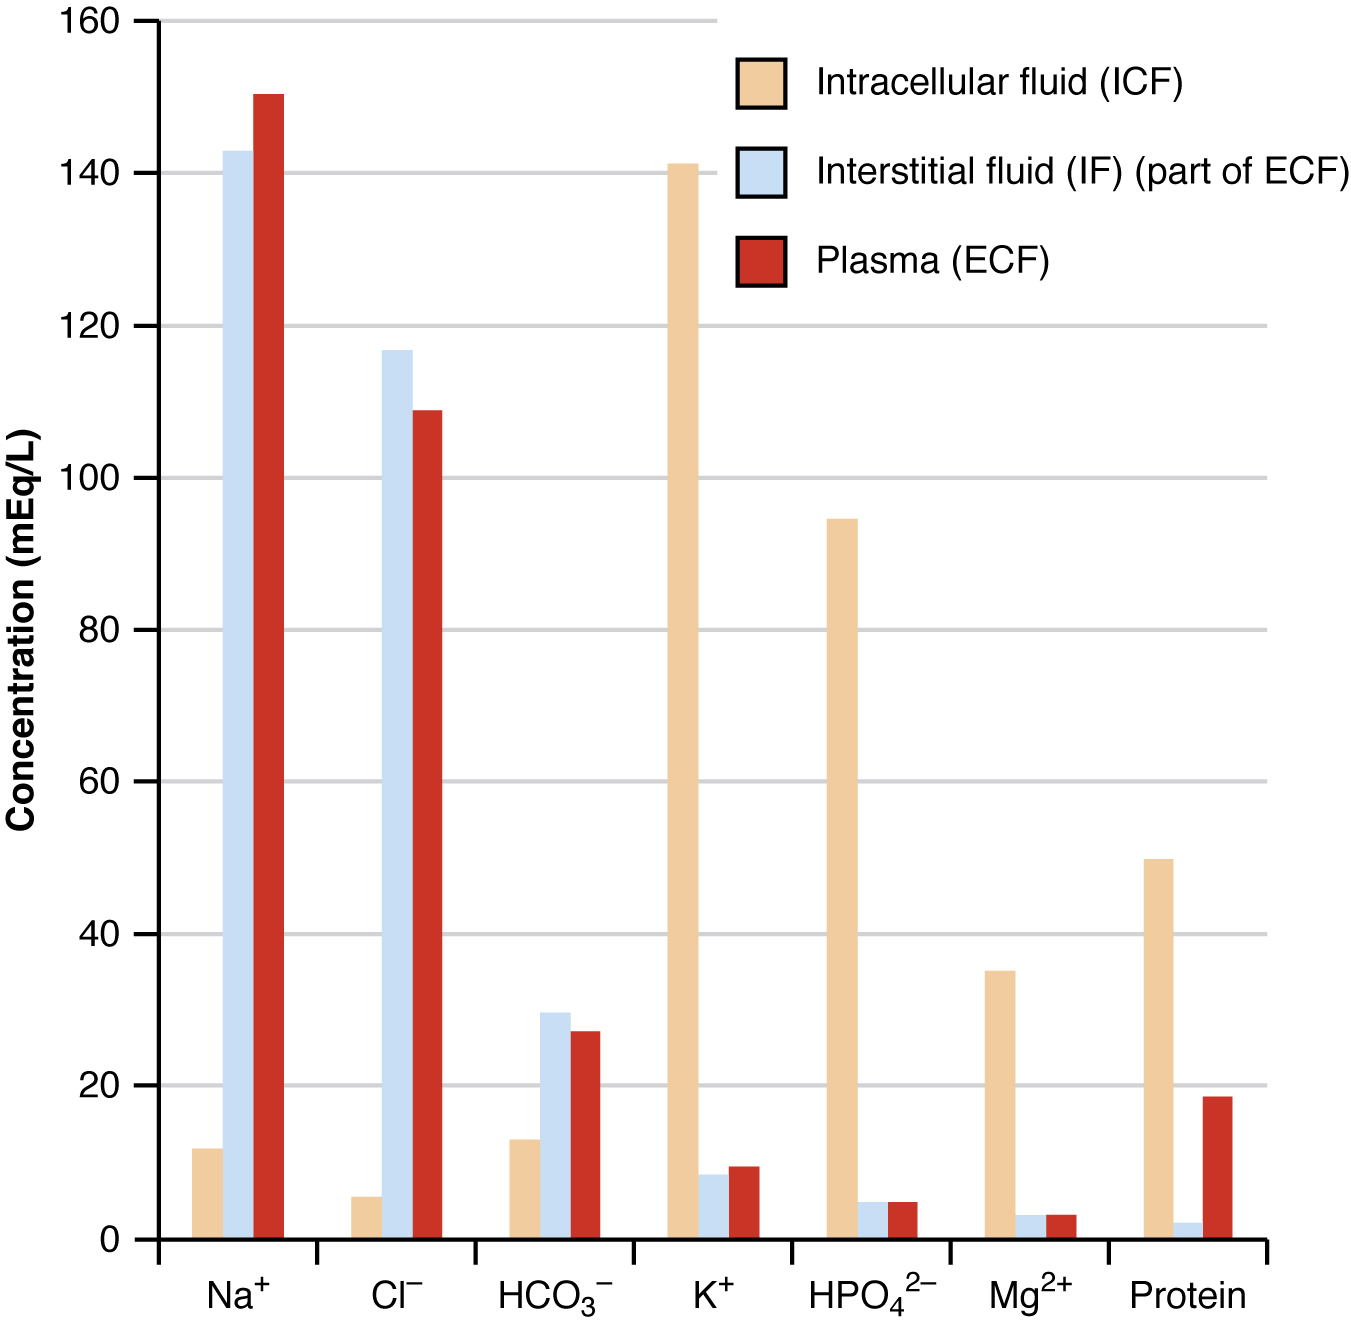 160
140
120
100
80
60
40
20
0
Concentration (mEq/L)
Intracellular fluid (ICF)
Interstitial fluid (IF) (part of ECF)
Plasma (ECF)
Na⁺ Cl⁻ HCO₃⁻ K⁺ HPO₄²⁻ Mg²⁺ Protein